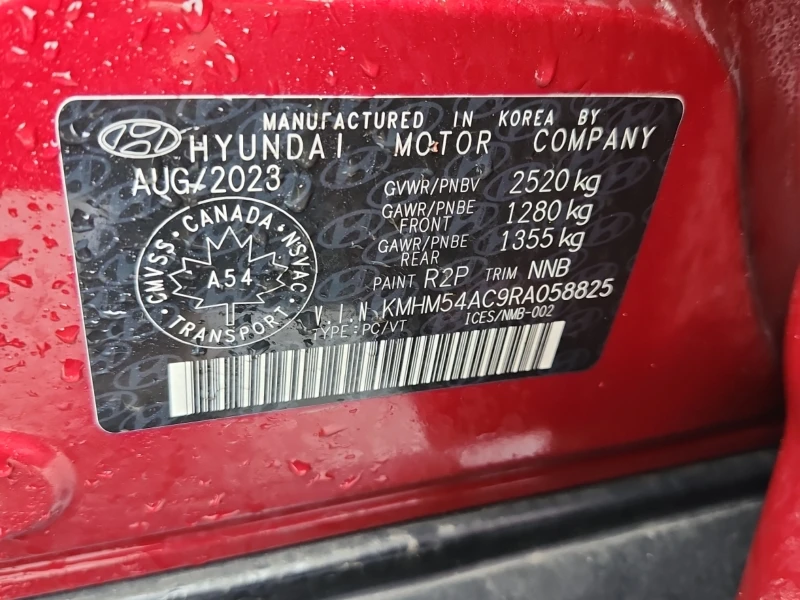 MANUFACTURED IN KOREA BY
HYUNDAI MOTOR COMPANY
AUG/2023
GVWR/PNBV 2520 kg
GAWR/PNBE FRONT 1280 kg
GAWR/PNBE REAR 1355 kg
PAINT R2P TRIM NNB
CMVSS · CANADA · NSVAC · TRANSPORT ·
A54
V.I.N KMHM54AC9RA058825
TYPE:PC/VT ICES/NMB-002